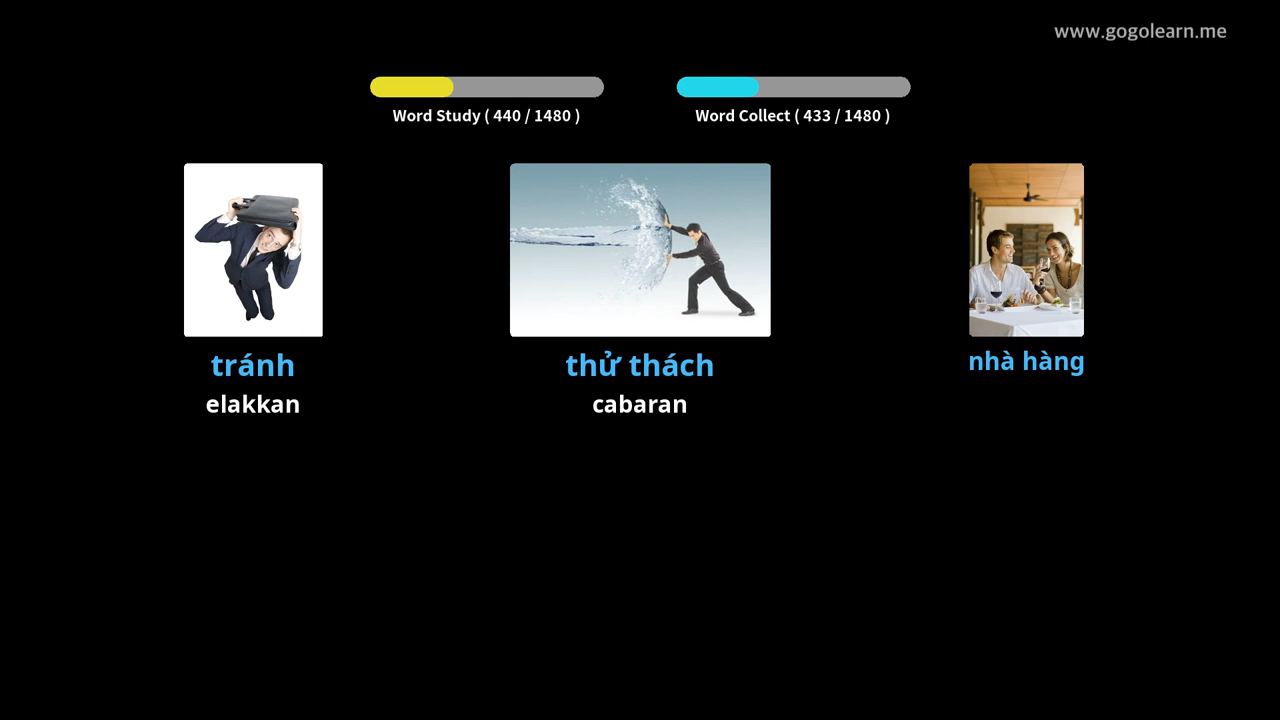 www.gogolearn.me
Word Study ( 440 / 1480 )
Word Collect ( 433 / 1480 )
tránh
elakkan
thử thách
cabaran
nhà hàng